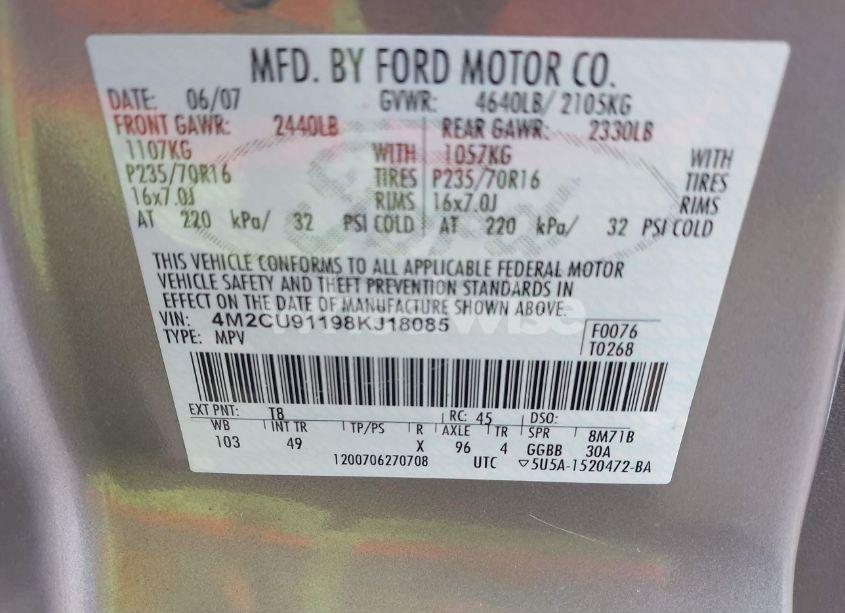 MFD. BY FORD MOTOR CO.
DATE: 06/07 GVWR: 4640LB/ 2105KG
FRONT GAWR: 2440LB REAR GAWR: 2330LB
1107KG WITH 1057KG WITH
P235/70R16 TIRES P235/70R16 TIRES
16x7.0J RIMS 16x7.0J RIMS
AT 220 kPa/ 32 PSI COLD AT 220 kPa/ 32 PSI COLD
THIS VEHICLE CONFORMS TO ALL APPLICABLE FEDERAL MOTOR
VEHICLE SAFETY AND THEFT PREVENTION STANDARDS IN
EFFECT ON THE DATE OF MANUFACTURE SHOWN ABOVE.
VIN: 4M2CU91198KJ18085 F0076
TYPE: MPV T0268
EXT PNT: T8 RC: 45 DSO:
WB INT TR TP/PS R AXLE TR SPR 8M71B
103 49 X 96 4 GGBB 30A
1200706270708 UTC ▽5U5A-1520472-BA